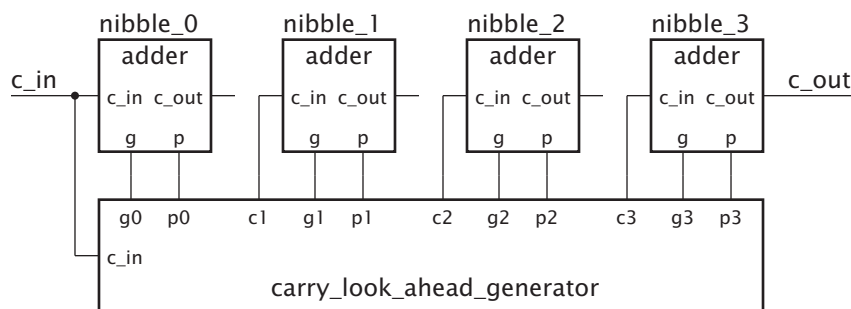 nibble_0 nibble_1 nibble_2 nibble_3
adder adder adder adder
c_in c_out
c_in c_out c_in c_out c_in c_out c_in c_out
g p g p g p g p
g0 p0 c1 g1 p1 c2 g2 p2 c3 g3 p3
c_in
carry_look_ahead_generator